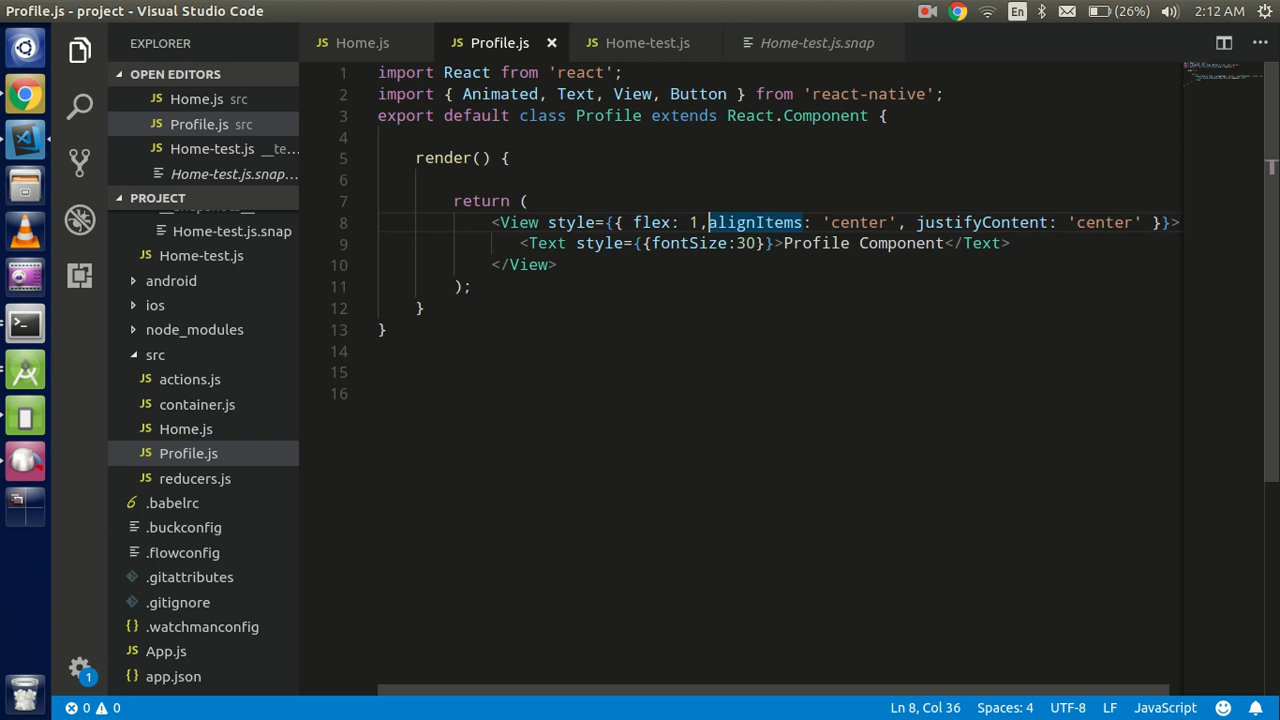 Profile.js - project - Visual Studio Code
En
(26%)
2:12 AM
EXPLORER
OPEN EDITORS
JS Home.js src
JS Profile.js src
JS Home-test.js __te...
Home-test.js.snap...
PROJECT
JS Home-test.js.snap
JS Home-test.js
android
ios
node_modules
src
JS actions.js
JS container.js
JS Home.js
JS Profile.js
JS reducers.js
.babelrc
.buckconfig
.flowconfig
.gitattributes
.gitignore
{} .watchmanconfig
JS App.js
{} app.json
1
JS Home.js
JS Profile.js
JS Home-test.js
Home-test.js.snap
1 import React from 'react';
2 import { Animated, Text, View, Button } from 'react-native';
3 export default class Profile extends React.Component {
4
5 render() {
6
7 return (
8 <View style={{ flex: 1,alignItems: 'center', justifyContent: 'center' }}>
9 <Text style={{fontSize:30}}>Profile Component</Text>
10 </View>
11 );
12 }
13 }
14
15
16
0 0
Ln 8, Col 36
Spaces: 4
UTF-8
LF
JavaScript